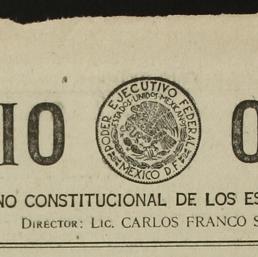 IO O
PODER EJECUTIVO FEDERAL
ESTADOS UNIDOS MEXICANOS
MEXICO D F
NO CONSTITUCIONAL DE LOS ES
DIRECTOR: LIC. CARLOS FRANCO S